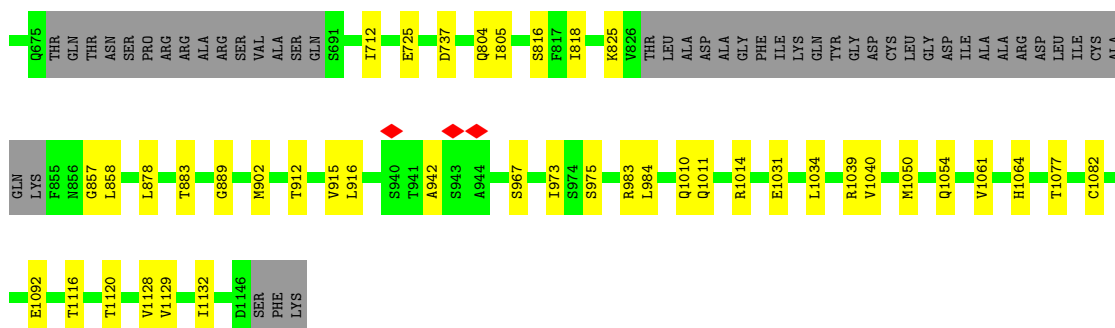 Q675 THR GLN THR ASN SER PRO ARG ARG ALA ARG SER VAL ALA SER GLN S691 I712 E725 D737 Q804 I805 S816 F817 I818 K825 V826 THR LEU ALA ASP ALA GLY PHE ILE LYS GLN TYR GLY ASP CYS LEU GLY ASP ILE ALA ALA ARG ASP LEU ILE CYS ALA
GLN LYS F855 N856 G857 L858 L878 T883 G889 M902 T912 V915 L916 S940 T941 A942 S943 A944 S967 I973 S974 S975 R983 L984 Q1010 Q1011 R1014 E1031 L1034 R1039 V1040 M1050 Q1054 V1061 H1064 T1077 C1082
E1092 T1116 T1120 V1128 V1129 I1132 D1146 SER PHE LYS